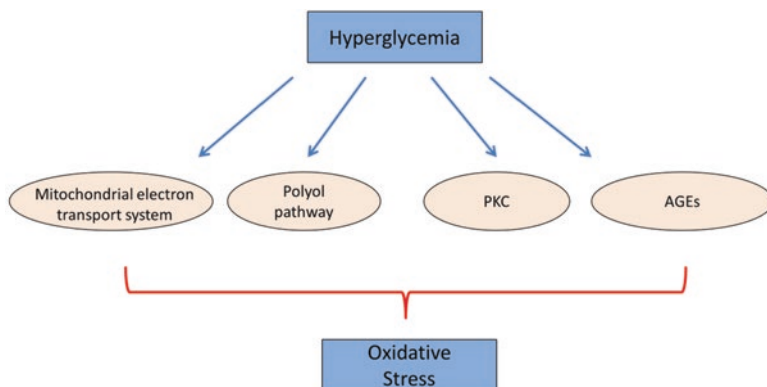 Hyperglycemia
Mitochondrial electron
transport system
Polyol
pathway
PKC
AGEs
Oxidative
Stress